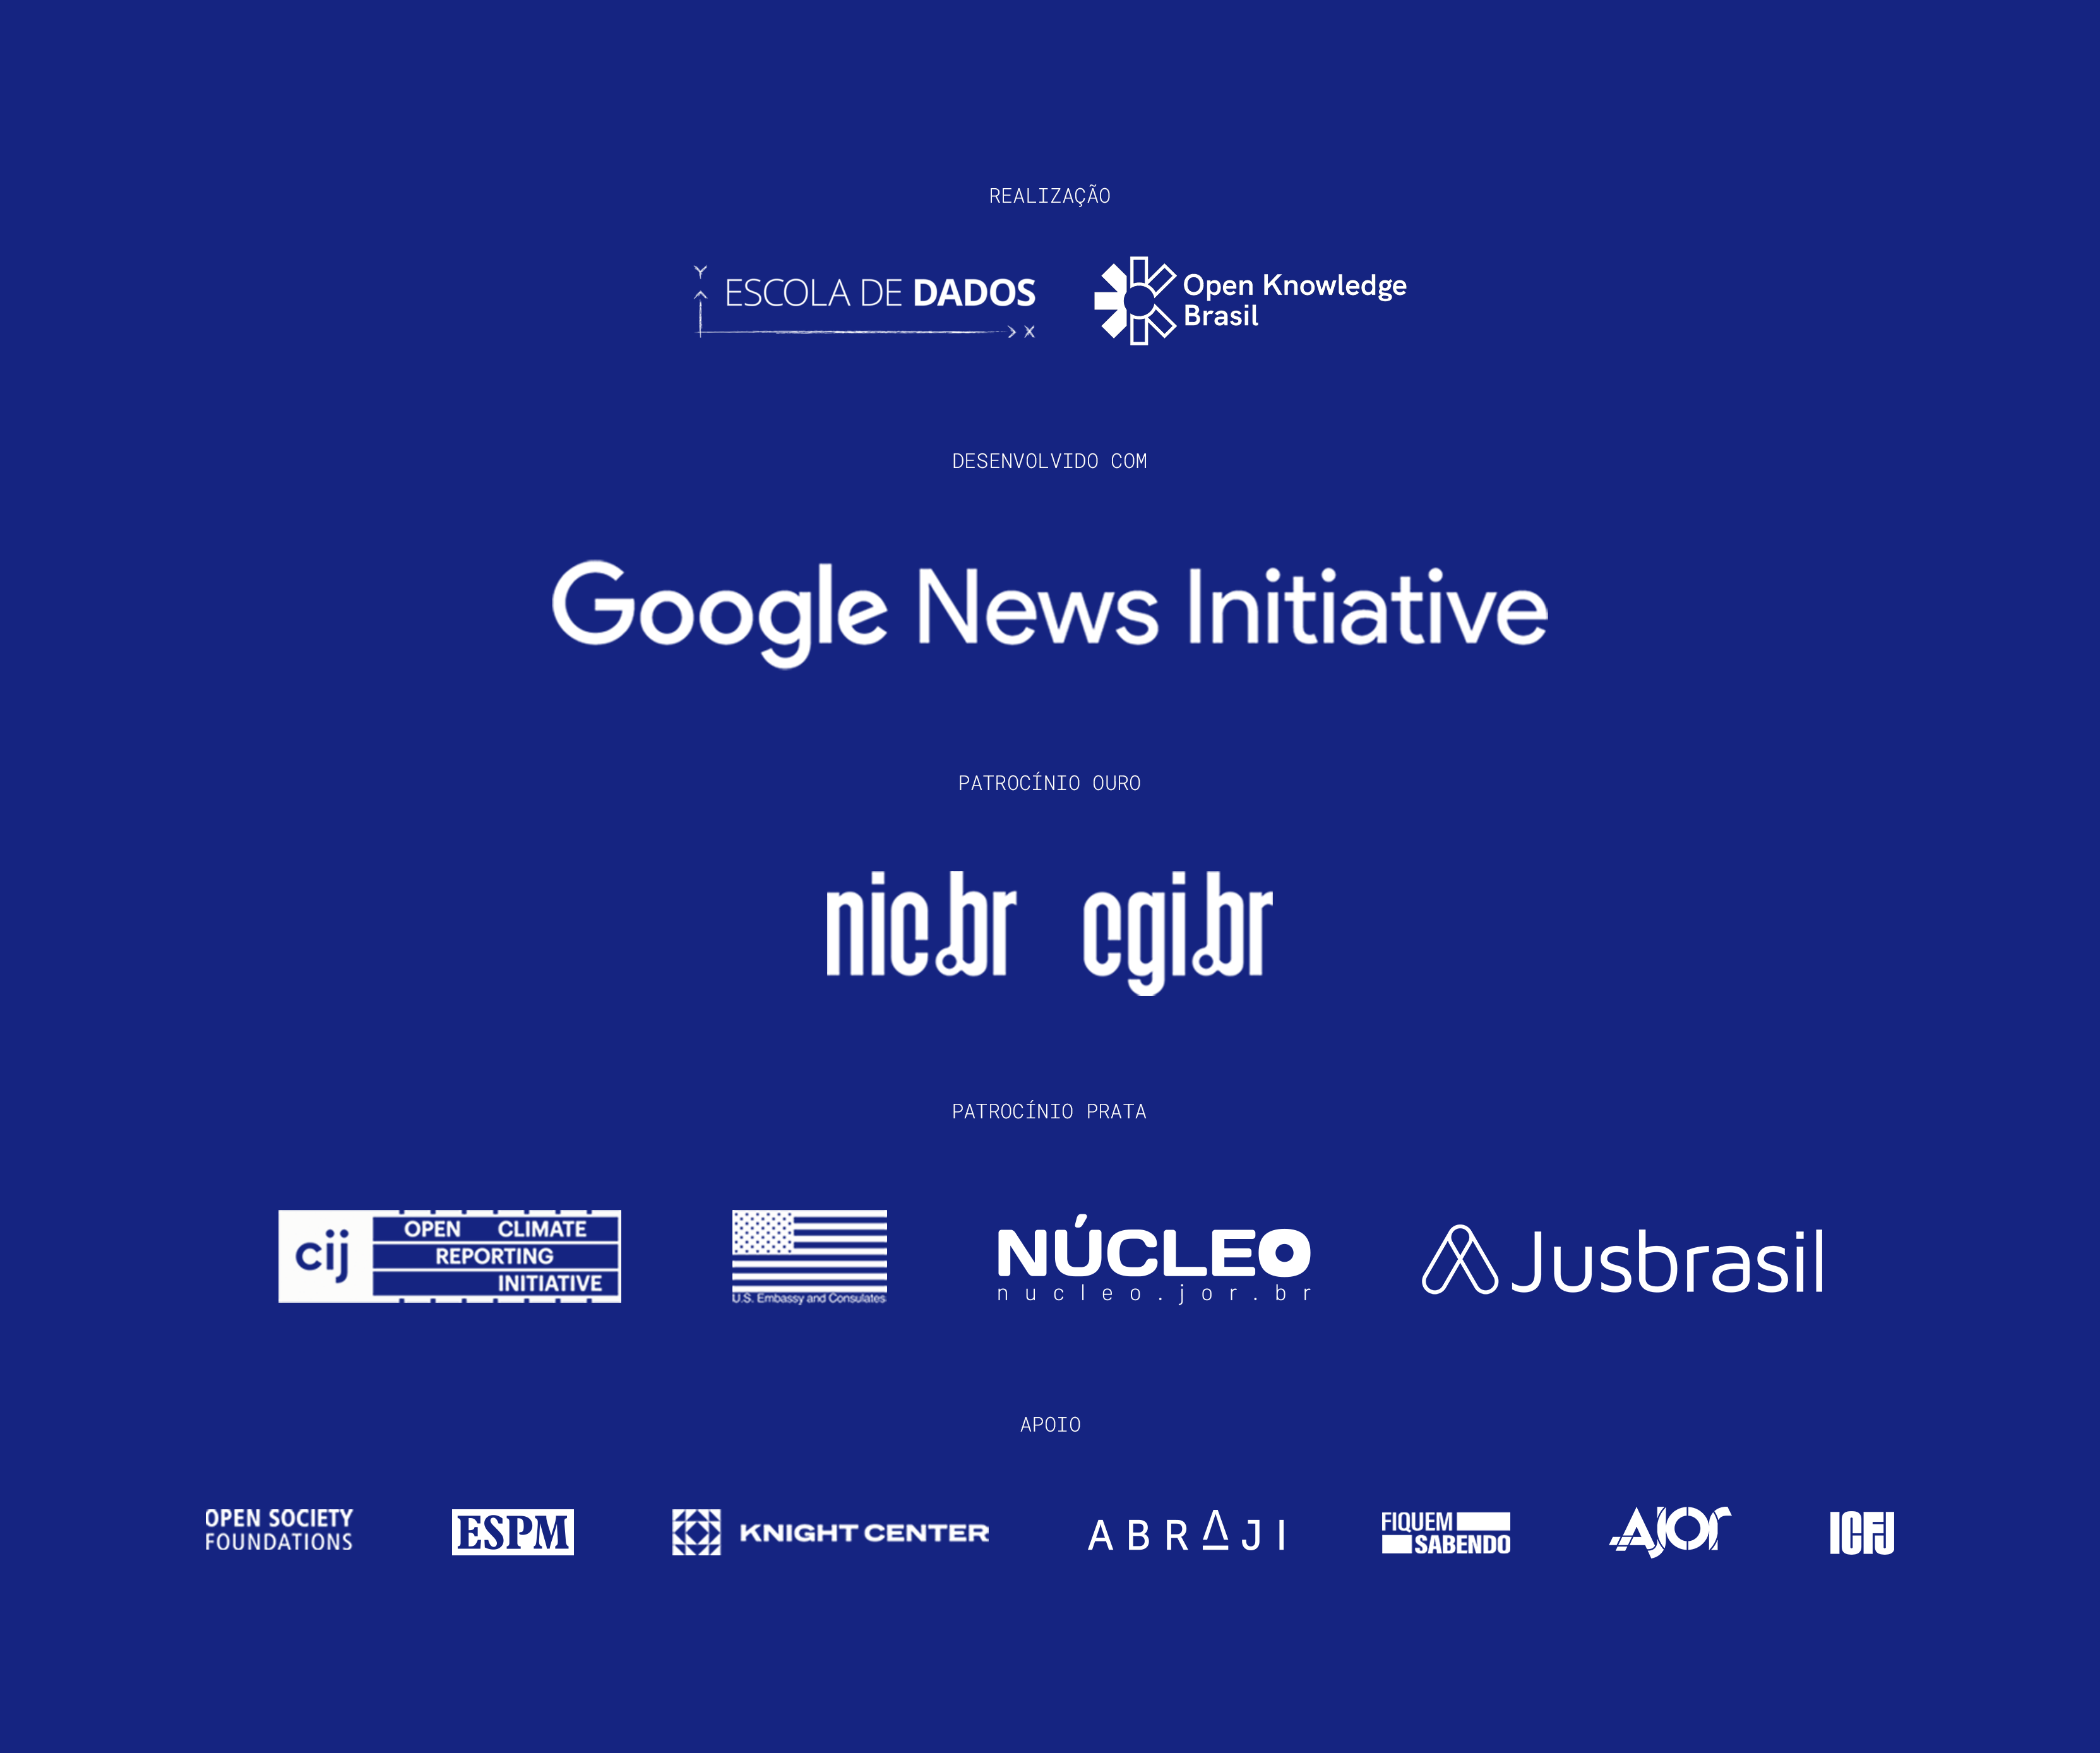 REALIZAÇÃO
Y
ESCOLA DE DADOS
X
Open Knowledge
Brasil
DESENVOLVIDO COM
Google News Initiative
PATROCÍNIO OURO
nic.br cgi.br
PATROCÍNIO PRATA
cij
OPEN CLIMATE
REPORTING
INITIATIVE
U.S. Embassy and Consulates
NÚCLEO
nucleo.jor.br
Jusbrasil
APOIO
OPEN SOCIETY
FOUNDATIONS
ESPM
KNIGHT CENTER
ABRAJI
FIQUEM
SABENDO
AJOR
ICFJ